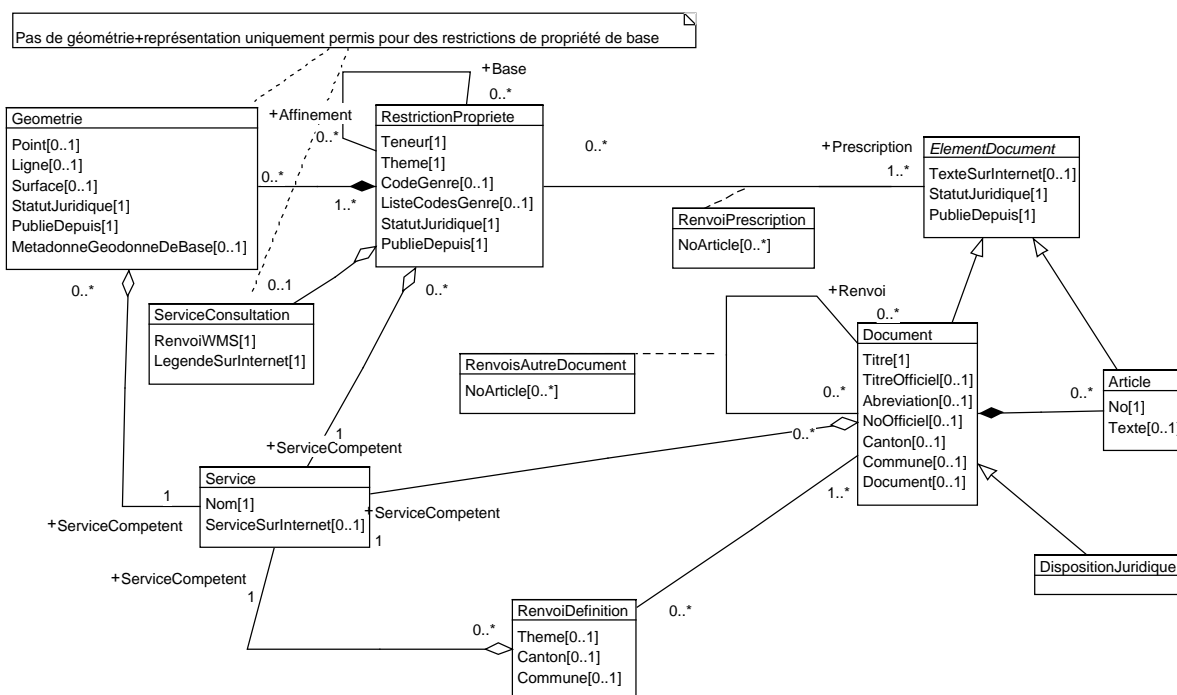 Pas de géométrie+représentation uniquement permis pour des restrictions de propriété de base
+Base
0..*
Geometrie
Point[0..1]
Ligne[0..1]
Surface[0..1]
StatutJuridique[1]
PublieDepuis[1]
MetadonneGeodonneDeBase[0..1]
+Affinement
0..*
RestrictionPropriete
Teneur[1]
Theme[1]
CodeGenre[0..1]
ListeCodesGenre[0..1]
StatutJuridique[1]
PublieDepuis[1]
0..*
1..*
0..*
+Prescription
1..*
ElementDocument
TexteSurInternet[0..1]
StatutJuridique[1]
PublieDepuis[1]
RenvoiPrescription
NoArticle[0..*]
0..*
0..1
0..*
ServiceConsultation
RenvoiWMS[1]
LegendeSurInternet[1]
+Renvoi
0..*
RenvoisAutreDocument
NoArticle[0..*]
0..*
Document
Titre[1]
TitreOfficiel[0..1]
Abreviation[0..1]
NoOfficiel[0..1]
Canton[0..1]
Commune[0..1]
Document[0..1]
0..*
Article
No[1]
Texte[0..1]
1
+ServiceCompetent
0..*
Service
Nom[1]
ServiceSurInternet[0..1]
1
+ServiceCompetent
+ServiceCompetent
1
1..*
+ServiceCompetent
1
DispositionJuridique
0..*
RenvoiDefinition
Theme[0..1]
Canton[0..1]
Commune[0..1]
0..*